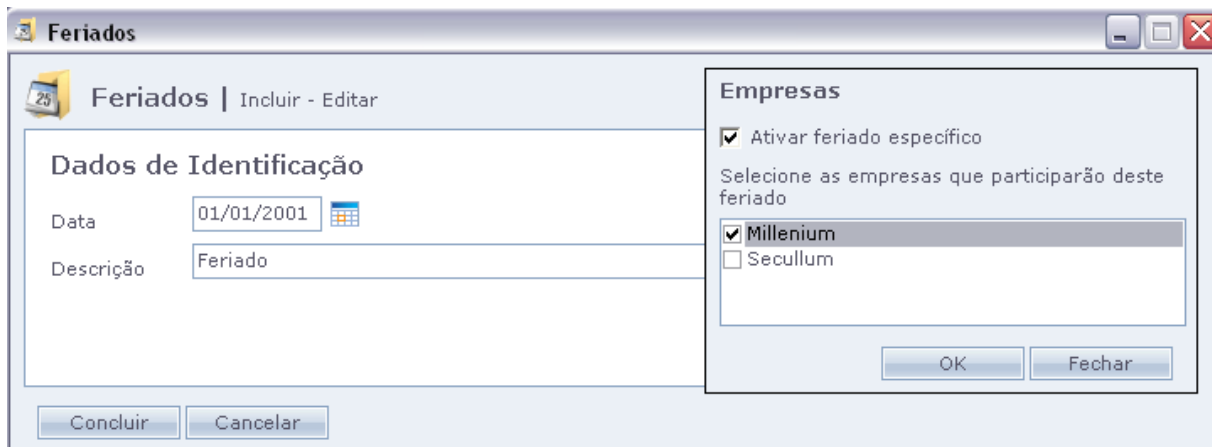 Feriados
Feriados | Incluir - Editar
Dados de Identificação
Data
01/01/2001
Descrição
Feriado
Concluir
Cancelar
Empresas
Ativar feriado específico
Selecione as empresas que participarão deste
feriado
Millenium
Secullum
OK
Fechar